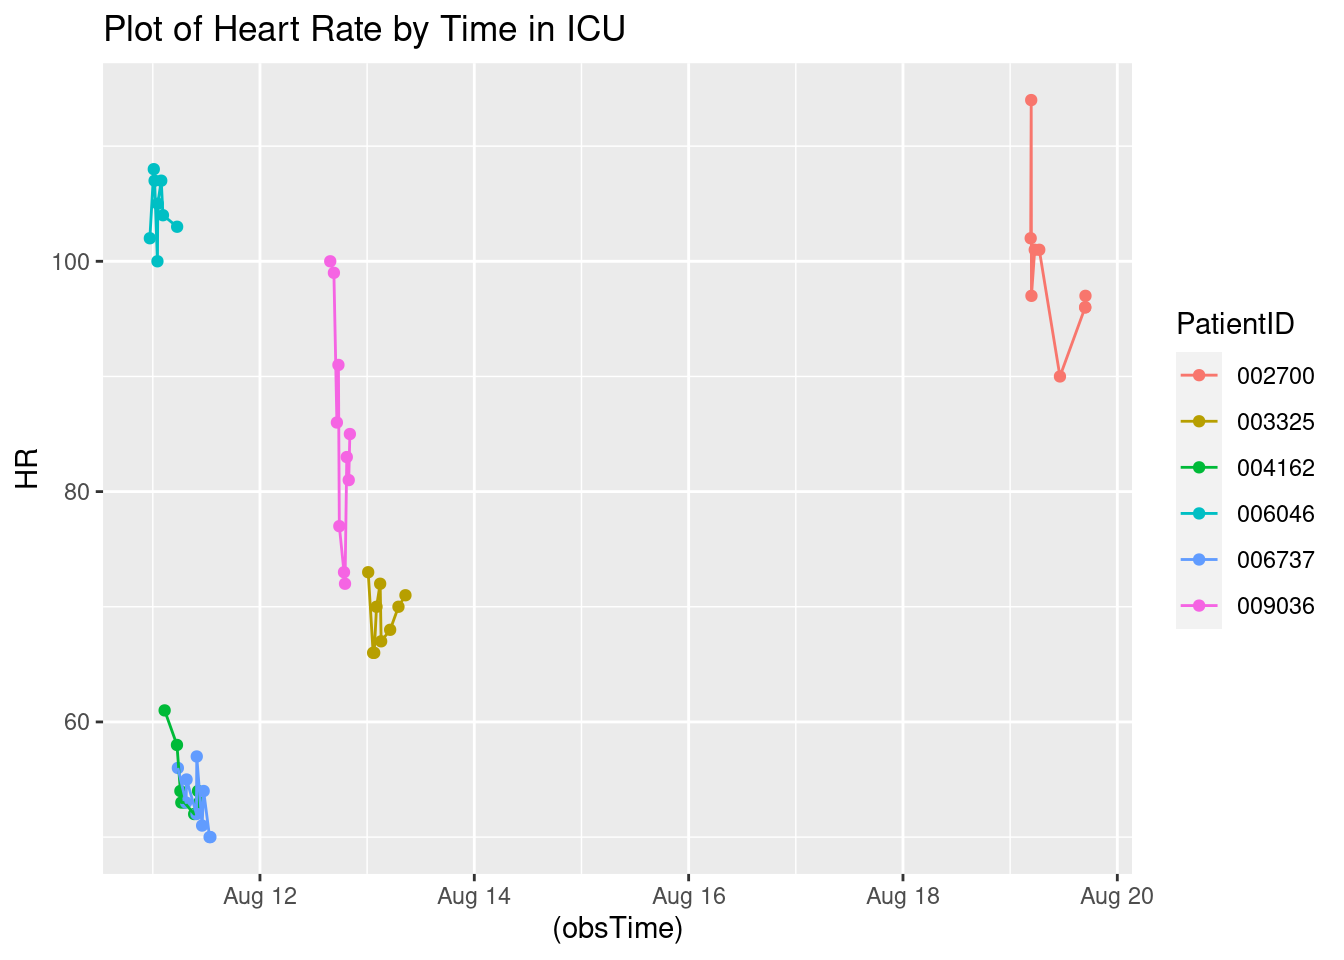 Plot of Heart Rate by Time in ICU
HR
100
80
60
Aug 12
Aug 14
Aug 16
Aug 18
Aug 20
(obsTime)
PatientID
002700
003325
004162
006046
006737
009036